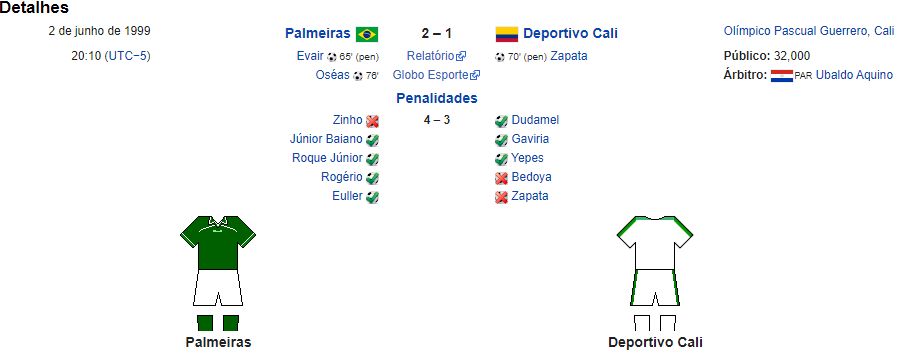 Detalhes
2 de junho de 1999
20:10 (UTC−5)
Palmeiras 2 – 1 Deportivo Cali
Evair 65' (pen) Relatório 70' (pen) Zapata
Oséas 76' Globo Esporte
Olímpico Pascual Guerrero, Cali
Público: 32,000
Árbitro: PAR Ubaldo Aquino
Penalidades
Zinho 4 – 3 Dudamel
Júnior Baiano Gaviria
Roque Júnior Yepes
Rogério Bedoya
Euller Zapata
Palmeiras Deportivo Cali